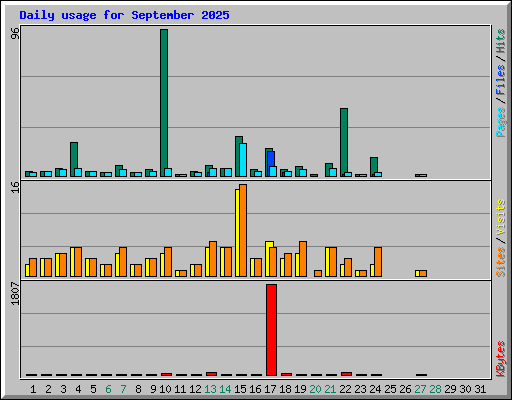 Daily usage for September 2025
96
Pages / Files / Hits
16
Sites / Visits
1807
KBytes
1 2 3 4 5 6 7 8 9 10 11 12 13 14 15 16 17 18 19 20 21 22 23 24 25 26 27 28 29 30 31